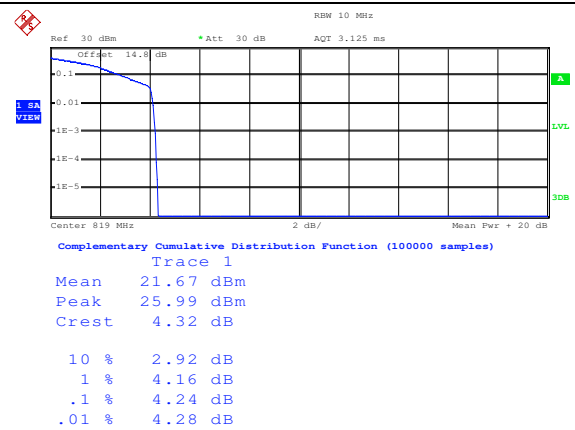 R S
RBW 10 MHz
Ref 30 dBm *Att 30 dB AQT 3.125 ms
Offset 14.8 dB
0.1
A
0.01
1 SA
VIEW
1E-3
LVL
1E-4
1E-5
3DB
Center 819 MHz 2 dB/ Mean Pwr + 20 dB
Complementary Cumulative Distribution Function (100000 samples)
Trace 1
Mean 21.67 dBm
Peak 25.99 dBm
Crest 4.32 dB
10 % 2.92 dB
1 % 4.16 dB
.1 % 4.24 dB
.01 % 4.28 dB